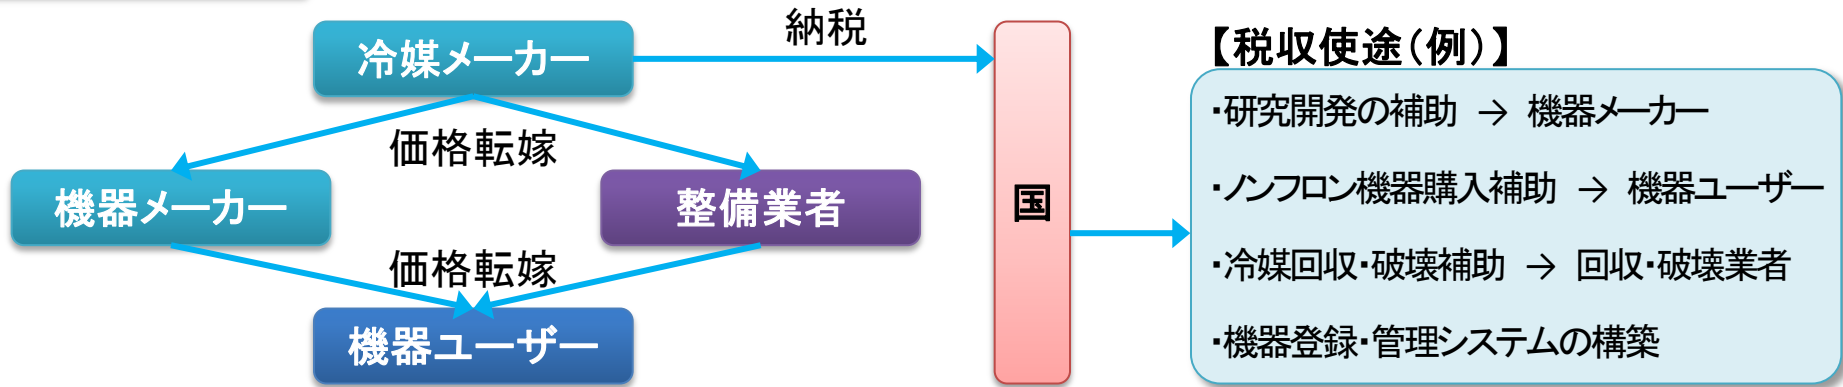 納税
冷媒メーカー
価格転嫁
機器メーカー
整備業者
価格転嫁
機器ユーザー
国
【税収使途(例)】
・研究開発の補助 → 機器メーカー
・ノンフロン機器購入補助 → 機器ユーザー
・冷媒回収・破壊補助 → 回収・破壊業者
・機器登録・管理システムの構築